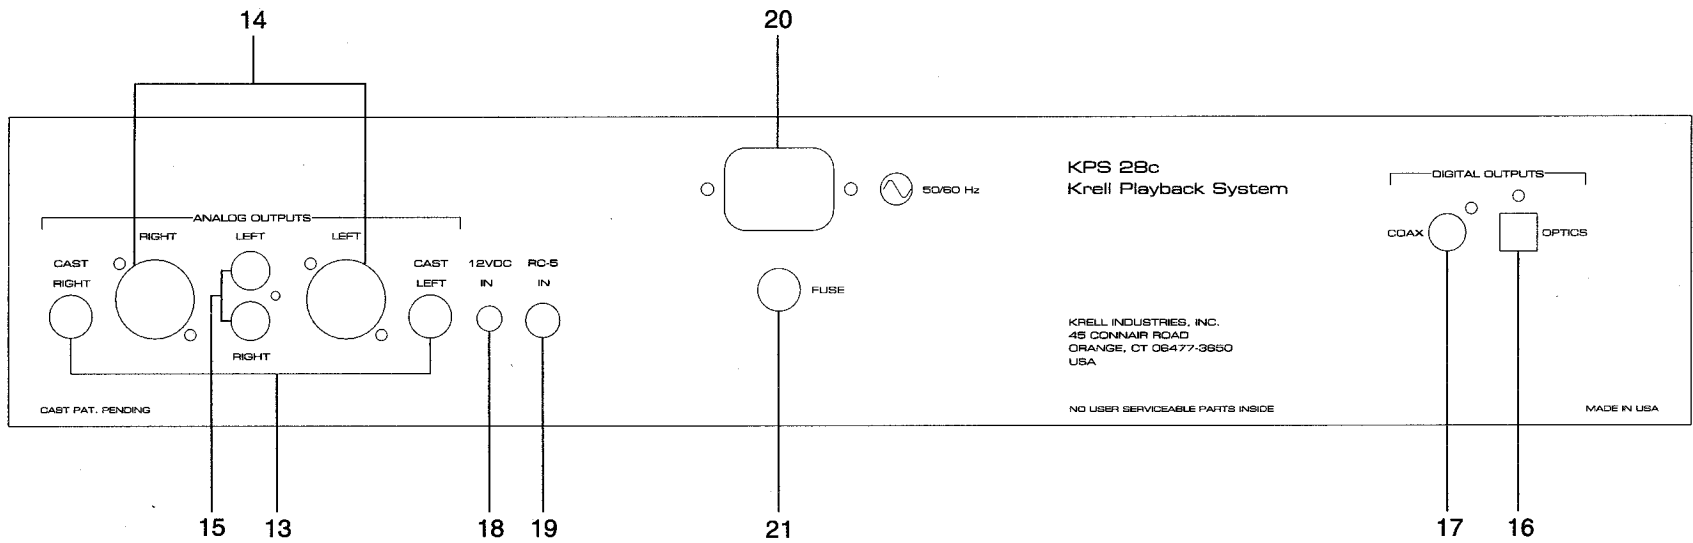 14
20
KPS 28c
Krell Playback System
DIGITAL OUTPUTS
50/60 Hz
ANALOG OUTPUTS
RIGHT
LEFT
LEFT
COAX
OPTICS
CAST
RIGHT
CAST
LEFT
12VDC
IN
RC-5
IN
FUSE
RIGHT
KRELL INDUSTRIES, INC.
45 CONNAIR ROAD
ORANGE, CT 06477-3650
USA
CAST PAT. PENDING
NO USER SERVICEABLE PARTS INSIDE
MADE IN USA
15
13
18
19
21
17
16